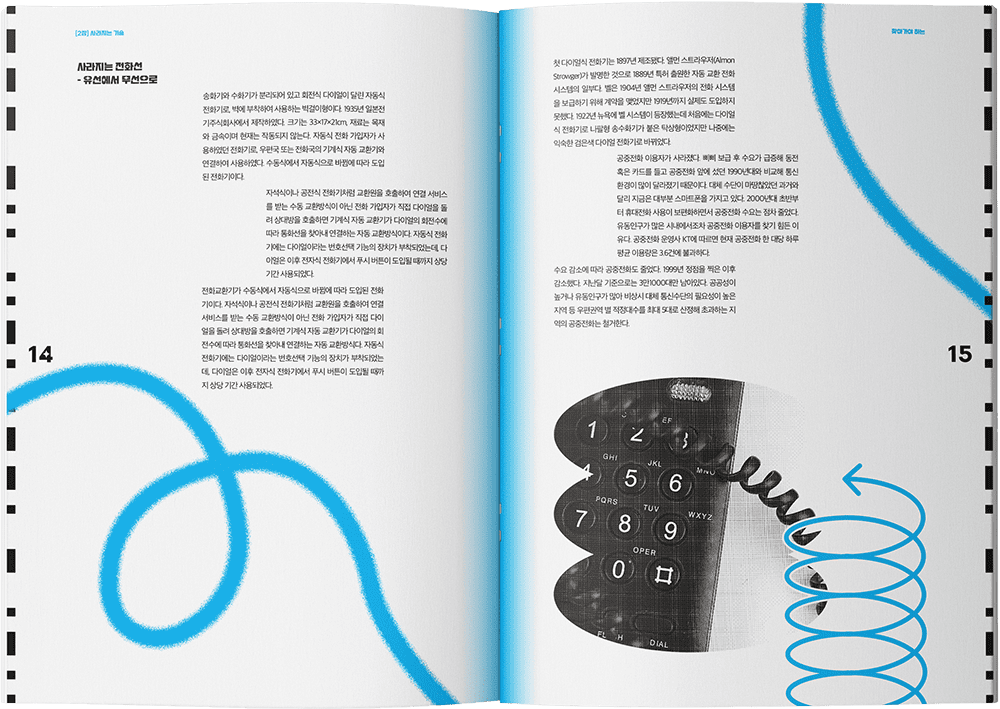 [2장] 사라지는 기술
사라지는 전화선
- 유선에서 무선으로
송화기와 수화기가 분리되어 있고 회전식 다이얼이 달린 자동식
전화기로, 벽에 부착하여 사용하는 벽걸이형이다. 1935년 일본전
기주식회사에서 제작하였다. 크기는 33×17×21cm, 재료는 목재
와 금속이며 현재는 작동되지 않는다. 자동식 전화 가입자가 사
용하였던 전화기로, 우편국 또는 전화국의 기계식 자동 교환기와
연결하여 사용하였다. 수동식에서 자동식으로 바뀜에 따라 도입
된 전화기이다.
자석식이나 공전식 전화기처럼 교환원을 호출하여 연결 서비스
를 받는 수동 교환방식이 아닌 전화 가입자가 직접 다이얼을 돌
려 상대방을 호출하면 기계식 자동 교환기가 다이얼의 회전수에
따라 통화선을 찾아내 연결하는 자동 교환방식이다. 자동식 전화
기에는 다이얼이라는 번호선택 기능의 장치가 부착되었는데, 다
이얼은 이후 전자식 전화기에서 푸시 버튼이 도입될 때까지 상당
기간 사용되었다.
전화교환기가 수동식에서 자동식으로 바뀜에 따라 도입된 전화
기이다. 자석식이나 공전식 전화기처럼 교환원을 호출하여 연결
서비스를 받는 수동 교환방식이 아닌 전화 가입자가 직접 다이
얼을 돌려 상대방을 호출하면 기계식 자동 교환기가 다이얼의 회
전수에 따라 통화선을 찾아내 연결하는 자동 교환방식다. 자동식
전화기에는 다이얼이라는 번호선택 기능의 장치가 부착되었는
데, 다이얼은 이후 전자식 전화기에서 푸시 버튼이 도입될 때까
지 상당 기간 사용되었다.
14
첫 다이얼식 전화기는 1897년 제조됐다. 앨먼 스트라우저(Almon
Strowger)가 발명한 것으로 1889년 특허 출원한 자동 교환 전화
시스템의 일부다. 벨은 1904년 앨먼 스트라우저의 전화 시스템
을 보급하기 위해 계약을 맺었지만 1919년까지 실제로 도입하지
못했다. 1922년 뉴욕에 벨 시스템이 등장했는데 처음에는 다이얼
식 전화기로 나팔형 송수화기가 붙은 탁상형이었지만 나중에는
익숙한 검은색 다이얼 전화기로 바뀌었다.
공중전화 이용자가 사라졌다. 삐삐 보급 후 수요가 급증해 동전
혹은 카드를 들고 공중전화 앞에 섰던 1990년대와 비교해 통신
환경이 많이 달라졌기 때문이다. 대체 수단이 마땅찮았던 과거와
달리 지금은 대부분 스마트폰을 가지고 있다. 2000년대 초반부
터 휴대전화 사용이 보편화하면서 공중전화 수요는 점차 줄었다.
유동인구가 많은 시내에서조차 공중전화 이용자를 찾기 힘든 이
유다. 공중전화 운영사 KT에 따르면 현재 공중전화 한 대당 하루
평균 이용량은 3.6건에 불과하다.
수요 감소에 따라 공중전화도 줄었다. 1999년 정점을 찍은 이후
감소했다. 지난달 기준으로는 3만1000대만 남아있다. 공공성이
높거나 유동인구가 많아 비상시 대체 통신수단의 필요성이 높은
지역 등 우편권역 별 적정대수를 최대 5대로 산정해 초과하는 지
역의 공중전화는 철거한다.
15
1 2 3
GHI JKL MNO
4 5 6
PQRS TUV WXYZ
7 8 9
OPER
0
DIAL